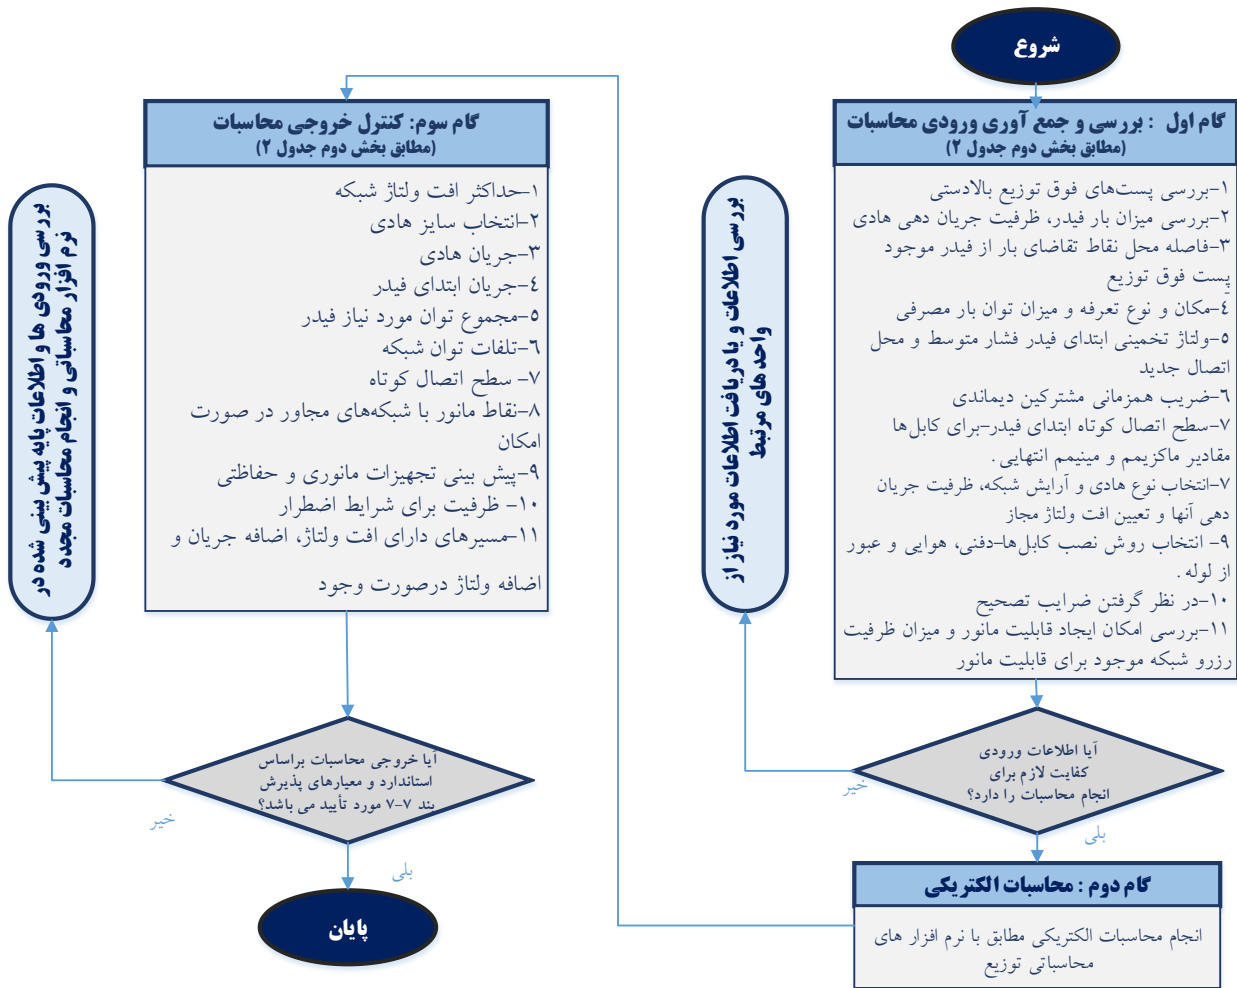 شروع
گام اول : بررسی و جمع آوری ورودی محاسبات
(مطابق بخش دوم جدول ۲)
۱-بررسی پست‌های فوق توزیع بالادستی
۲-بررسی میزان بار فیدر، ظرفیت جریان دهی هادی
۳-فاصله محل نقاط تقاضای بار از فیدر موجود
پست فوق توزیع
٤-مکان و نوع تعرفه و میزان توان بار مصرفی
٥-ولتاژ تخمینی ابتدای فیدر فشار متوسط و محل
اتصال جدید
٦-ضریب همزمانی مشترکین دیماندی
۷-سطح اتصال کوتاه ابتدای فیدر-برای کابل‌ها
مقادیر ماکزیمم و مینیمم انتهایی.
۷-انتخاب نوع هادی و آرایش شبکه، ظرفیت جریان
دهی آنها و تعیین افت ولتاژ مجاز
۹- انتخاب روش نصب کابل‌ها-دفنی، هوایی و عبور
از لوله.
۱۰-در نظر گرفتن ضرایب تصحیح
۱۱-بررسی امکان ایجاد قابلیت مانور و میزان ظرفیت
رزرو شبکه موجود برای قابلیت مانور
آیا اطلاعات ورودی
کفایت لازم برای
انجام محاسبات را دارد؟
خیر
بلی
بررسی اطلاعات و یا دریافت اطلاعات مورد نیاز از
واحد های مرتبط
گام دوم : محاسبات الکتریکی
انجام محاسبات الکتریکی مطابق با نرم افزار های
محاسباتی توزیع
گام سوم: کنترل خروجی محاسبات
(مطابق بخش دوم جدول ۲)
۱-حداکثر افت ولتاژ شبکه
۲-انتخاب سایز هادی
۳-جریان هادی
٤-جریان ابتدای فیدر
٥-مجموع توان مورد نیاز فیدر
٦-تلفات توان شبکه
۷- سطح اتصال کوتاه
۸-نقاط مانور با شبکه‌های مجاور در صورت
امکان
۹-پیش بینی تجهیزات مانوری و حفاظتی
۱۰- ظرفیت برای شرایط اضطرار
۱۱-مسیرهای دارای افت ولتاژ، اضافه جریان و
اضافه ولتاژ درصورت وجود
آیا خروجی محاسبات براساس
استاندارد و معیارهای پذیرش
بند ۷-۷ مورد تأیید می باشد؟
خیر
بلی
بررسی ورودی ها و اطلاعات پایه پیش بینی شده در
نرم افزار محاسباتی و انجام محاسبات مجدد
پایان